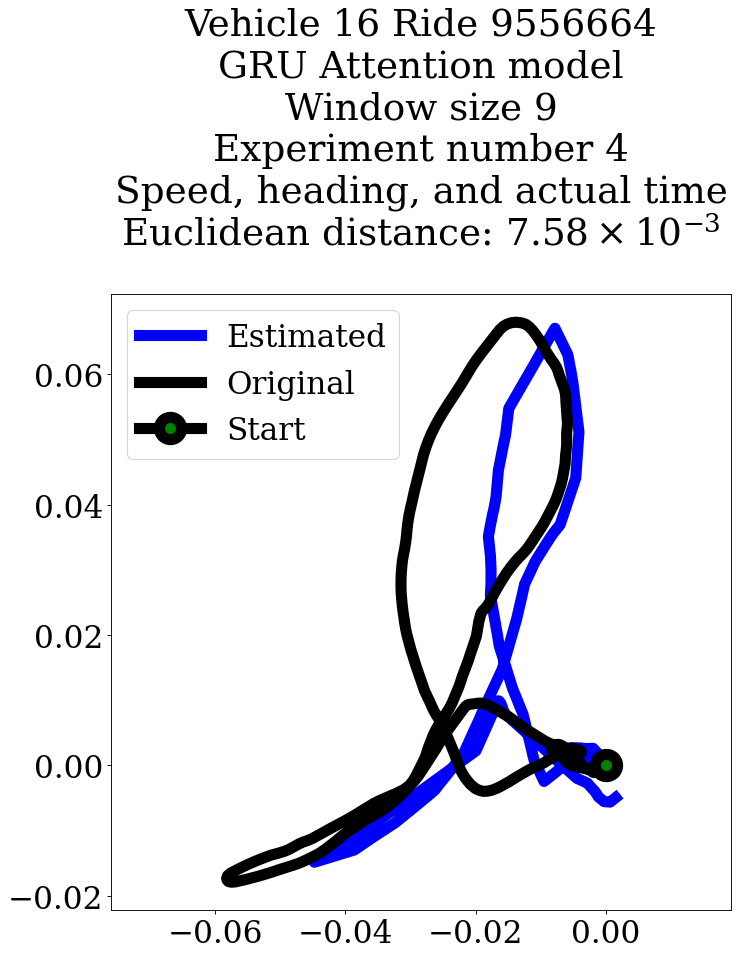 Vehicle 16 Ride 9556664
GRU Attention model
Window size 9
Experiment number 4
Speed, heading, and actual time
Euclidean distance: 7.58 × 10⁻³
Estimated
Original
Start
0.06
0.04
0.02
0.00
−0.02
−0.06
−0.04
−0.02
0.00